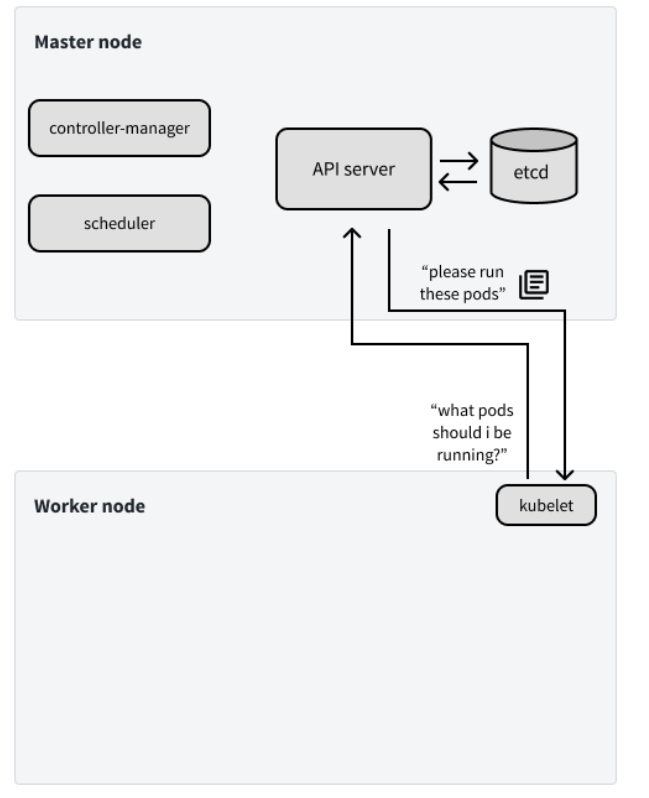 Master node
controller-manager
API server
etcd
scheduler
“please run
these pods”
“what pods
should i be
running?”
Worker node
kubelet